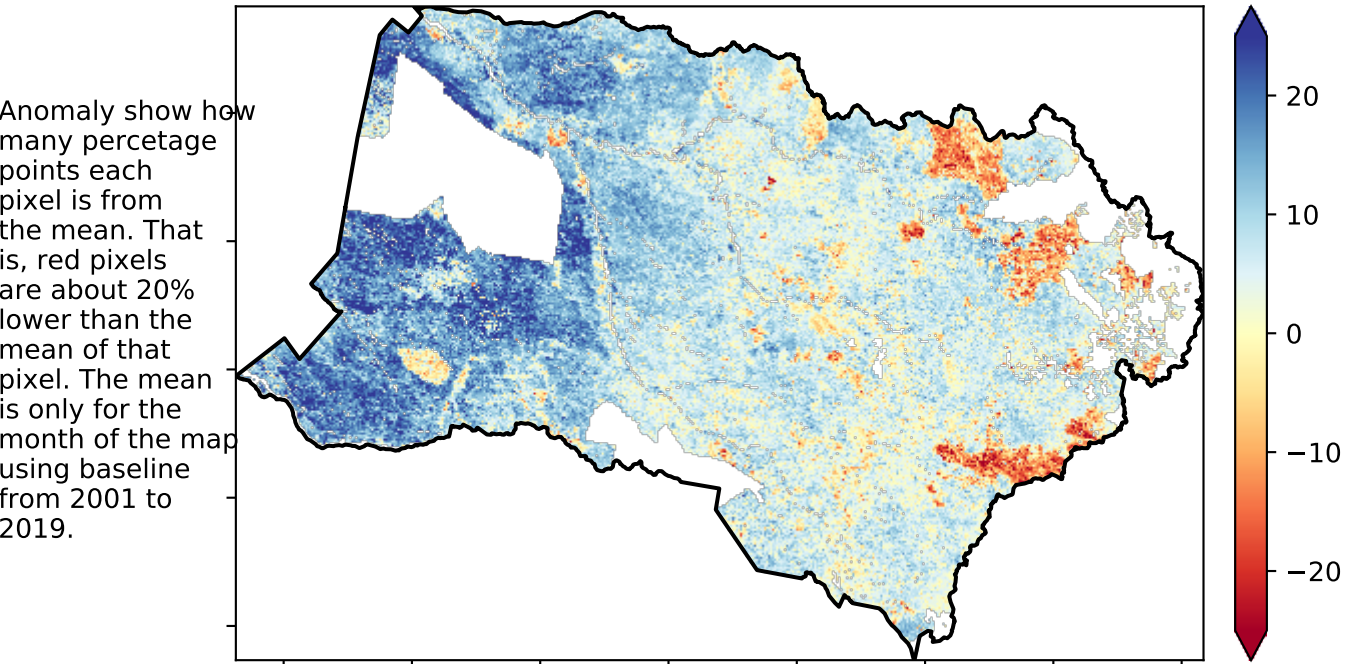 Anomaly show how
many percetage
points each
pixel is from
the mean. That
is, red pixels
are about 20%
lower than the
mean of that
pixel. The mean
is only for the
month of the map
using baseline
from 2001 to
2019.
20
10
0
−10
−20